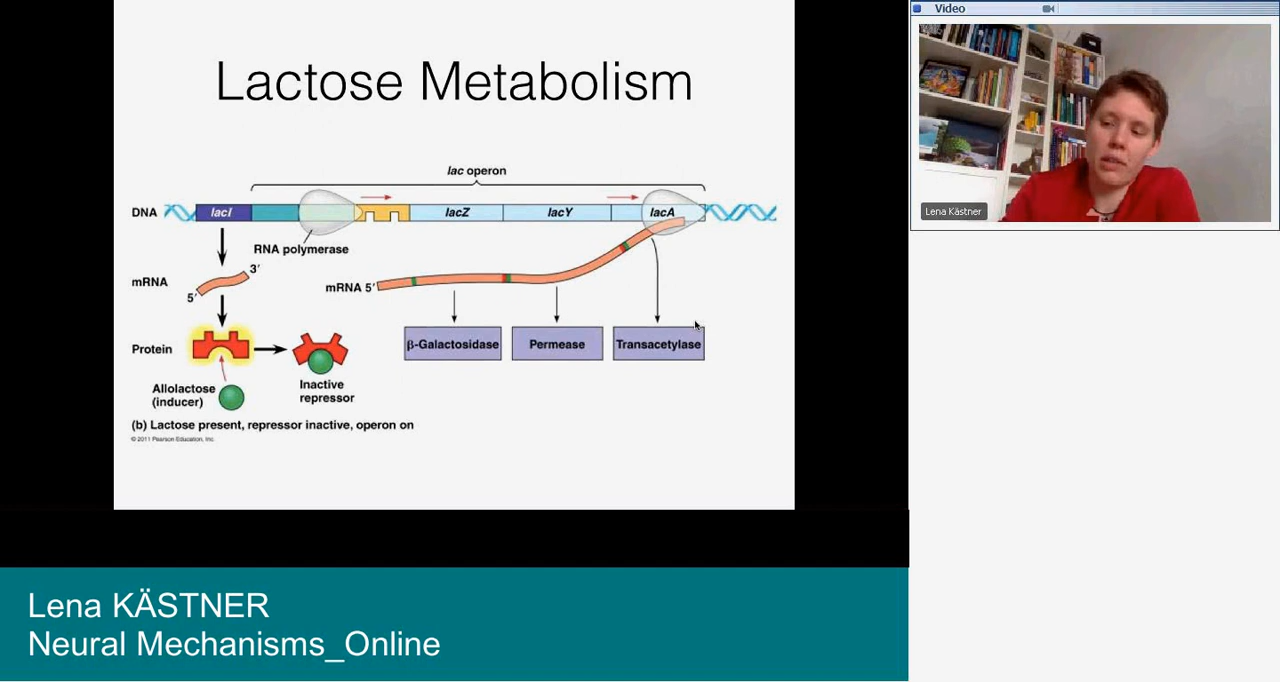 Lactose Metabolism
lac operon
DNA
lacI
lacZ
lacY
lacA
RNA polymerase
mRNA
3′
5′
mRNA 5′
Protein
β-Galactosidase
Permease
Transacetylase
Allolactose
(inducer)
Inactive
repressor
(b) Lactose present, repressor inactive, operon on
© 2011 Pearson Education, Inc.
Video
Lena Kästner
Lena KÄSTNER
Neural Mechanisms_Online